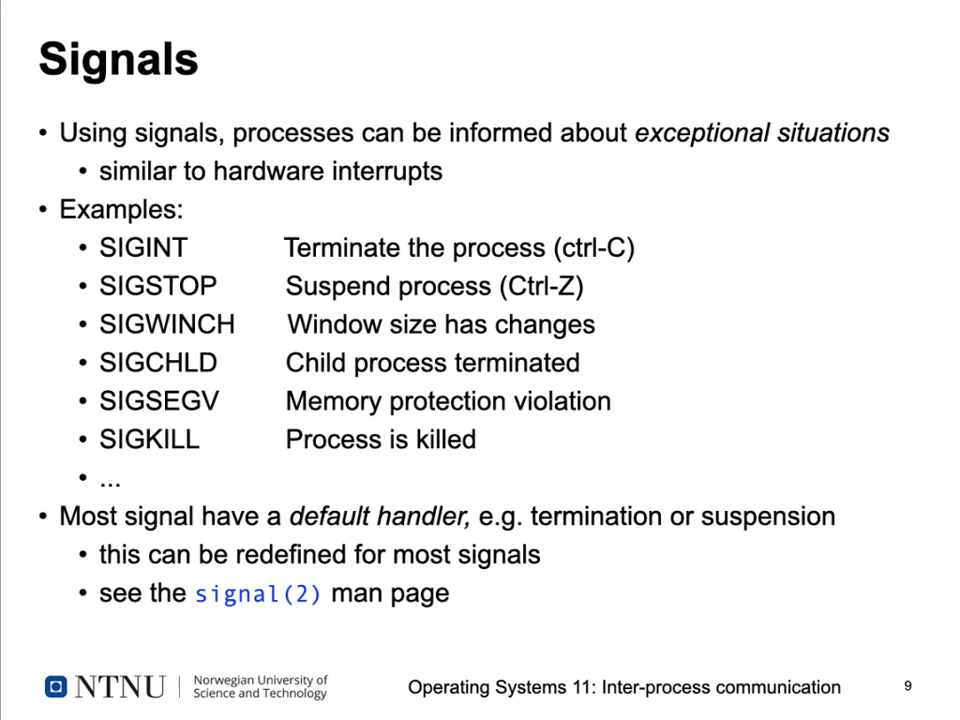 Signals
• Using signals, processes can be informed about exceptional situations
• similar to hardware interrupts
• Examples:
• SIGINT Terminate the process (ctrl-C)
• SIGSTOP Suspend process (Ctrl-Z)
• SIGWINCH Window size has changes
• SIGCHLD Child process terminated
• SIGSEGV Memory protection violation
• SIGKILL Process is killed
• ...
• Most signal have a default handler, e.g. termination or suspension
• this can be redefined for most signals
• see the signal(2) man page
NTNU
Norwegian University of
Science and Technology
Operating Systems 11: Inter-process communication
9